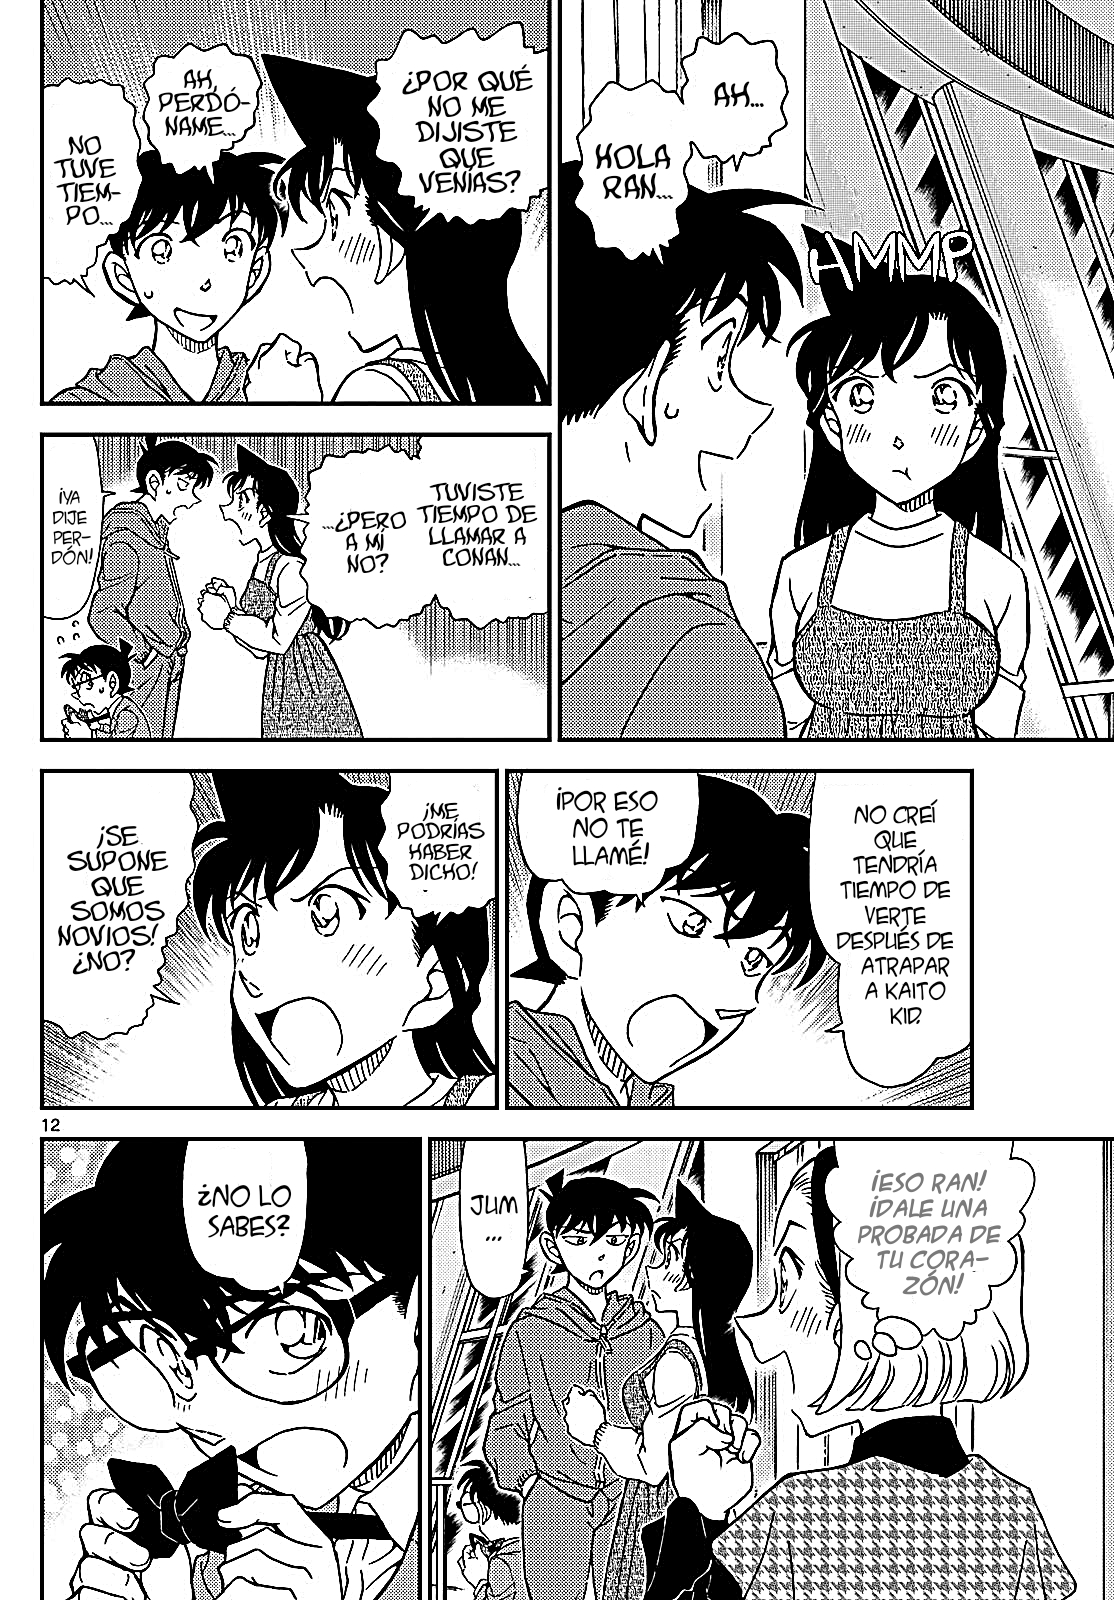 AH...
HOLA
RAN...
HMMP
¿POR QUÉ
NO ME
DIJISTE
QUE
VENÍAS?
AH,
PERDÓ-
NAME...
NO
TUVE
TIEM-
PO...
TUVISTE
TIEMPO DE
LLAMAR A
CONAN...
...¿PERO
A MÍ
NO?
¡YA
DIJE
PER-
DÓN!
NO CREÍ
QUE
TENDRÍA
TIEMPO DE
VERTE
DESPUÉS DE
ATRAPAR
A KAITO
KID.
¡POR ESO
NO TE
LLAMÉ!
¡ME
PODRÍAS
HABER
DICHO!
¡SE
SUPONE
QUE
SOMOS
NOVIOS!
¿NO?
12
¡ESO RAN!
¡DALE UNA
PROBADA DE
TU CORA-
ZÓN!
JUM
...
¿NO LO
SABES?